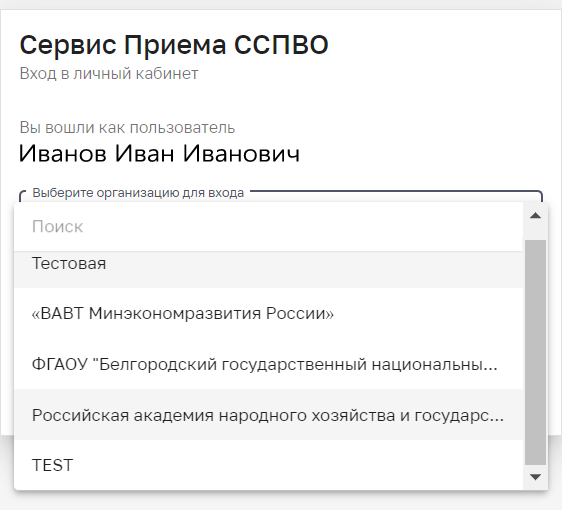 Сервис Приема ССПВО
Вход в личный кабинет
Вы вошли как пользователь
Иванов Иван Иванович
Выберите организацию для входа
Поиск
Тестовая
«ВАВТ Минэкономразвития России»
ФГАОУ "Белгородский государственный национальны...
Российская академия народного хозяйства и государс...
TEST